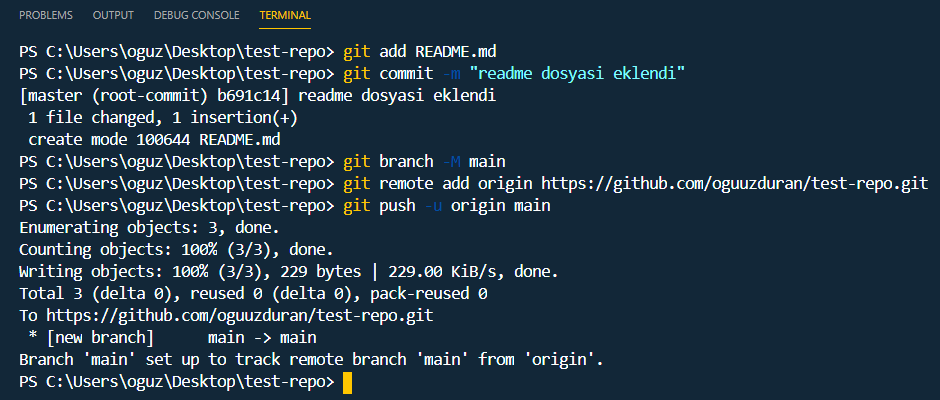 PROBLEMS OUTPUT DEBUG CONSOLE TERMINAL
PS C:\Users\oguz\Desktop\test-repo> git add README.md
PS C:\Users\oguz\Desktop\test-repo> git commit -m "readme dosyasi eklendi"
[master (root-commit) b691c14] readme dosyasi eklendi
 1 file changed, 1 insertion(+)
 create mode 100644 README.md
PS C:\Users\oguz\Desktop\test-repo> git branch -M main
PS C:\Users\oguz\Desktop\test-repo> git remote add origin https://github.com/oguuzduran/test-repo.git
PS C:\Users\oguz\Desktop\test-repo> git push -u origin main
Enumerating objects: 3, done.
Counting objects: 100% (3/3), done.
Writing objects: 100% (3/3), 229 bytes | 229.00 KiB/s, done.
Total 3 (delta 0), reused 0 (delta 0), pack-reused 0
To https://github.com/oguuzduran/test-repo.git
 * [new branch]      main -> main
Branch 'main' set up to track remote branch 'main' from 'origin'.
PS C:\Users\oguz\Desktop\test-repo>